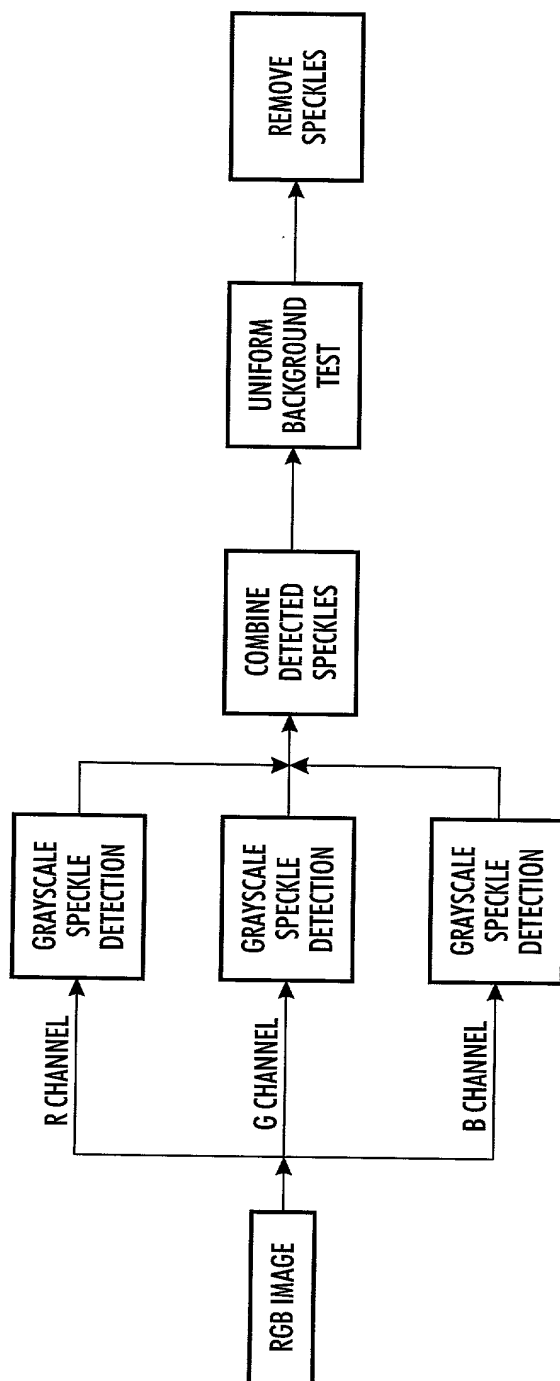 RGB IMAGE
R CHANNEL
G CHANNEL
B CHANNEL
GRAYSCALE
SPECKLE
DETECTION
GRAYSCALE
SPECKLE
DETECTION
GRAYSCALE
SPECKLE
DETECTION
COMBINE
DETECTED
SPECKLES
UNIFORM
BACKGROUND
TEST
REMOVE
SPECKLES